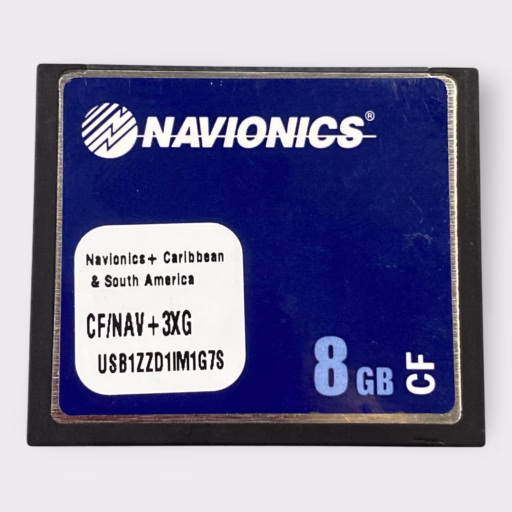 NAVIONICS®
Navionics+ Caribbean
& South America
CF/NAV+3XG
USB1ZZD1IM1G7S
8 GB
CF